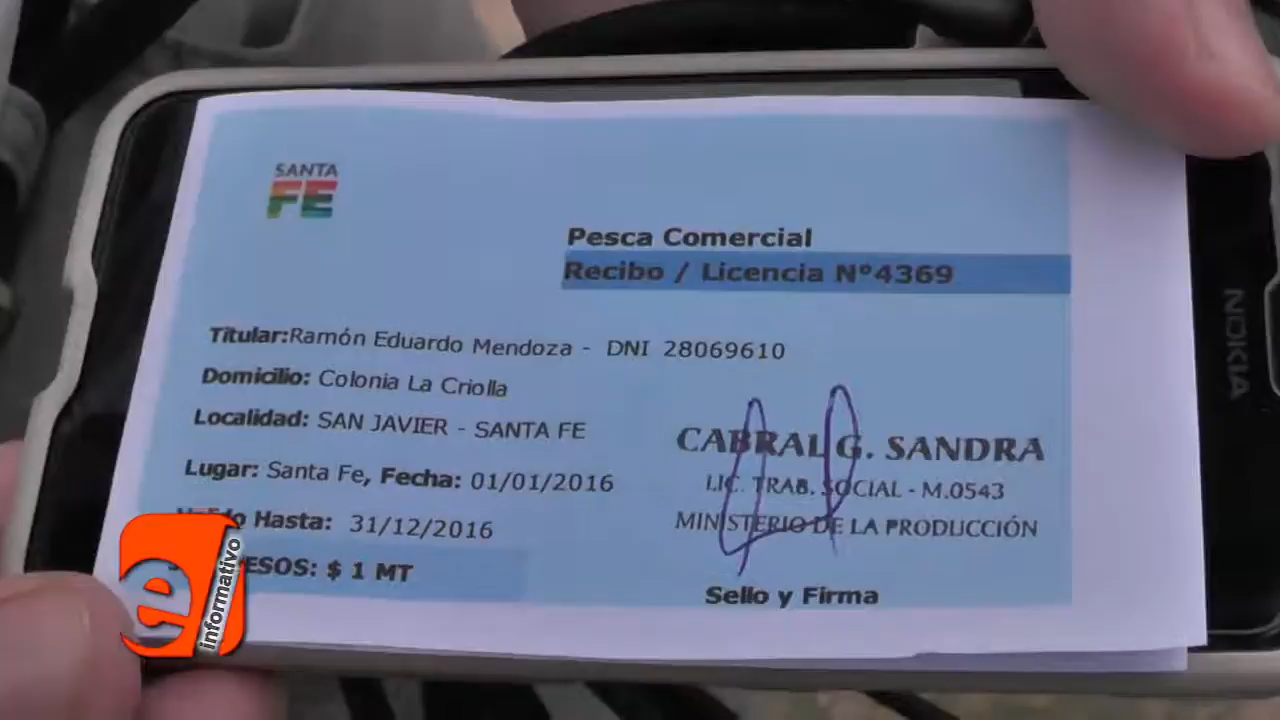 SANTA
FE
Pesca Comercial
Recibo / Licencia N°4369
Titular:Ramón Eduardo Mendoza - DNI 28069610
Domicilio: Colonia La Criolla
Localidad: SAN JAVIER - SANTA FE
Lugar: Santa Fe, Fecha: 01/01/2016
Hasta: 31/12/2016
PESOS: $ 1 MT
CABRAL G. SANDRA
LIC. TRAB. SOCIAL - M.0543
MINISTERIO DE LA PRODUCCIÓN
Sello y Firma
NOKIA
e
informativo